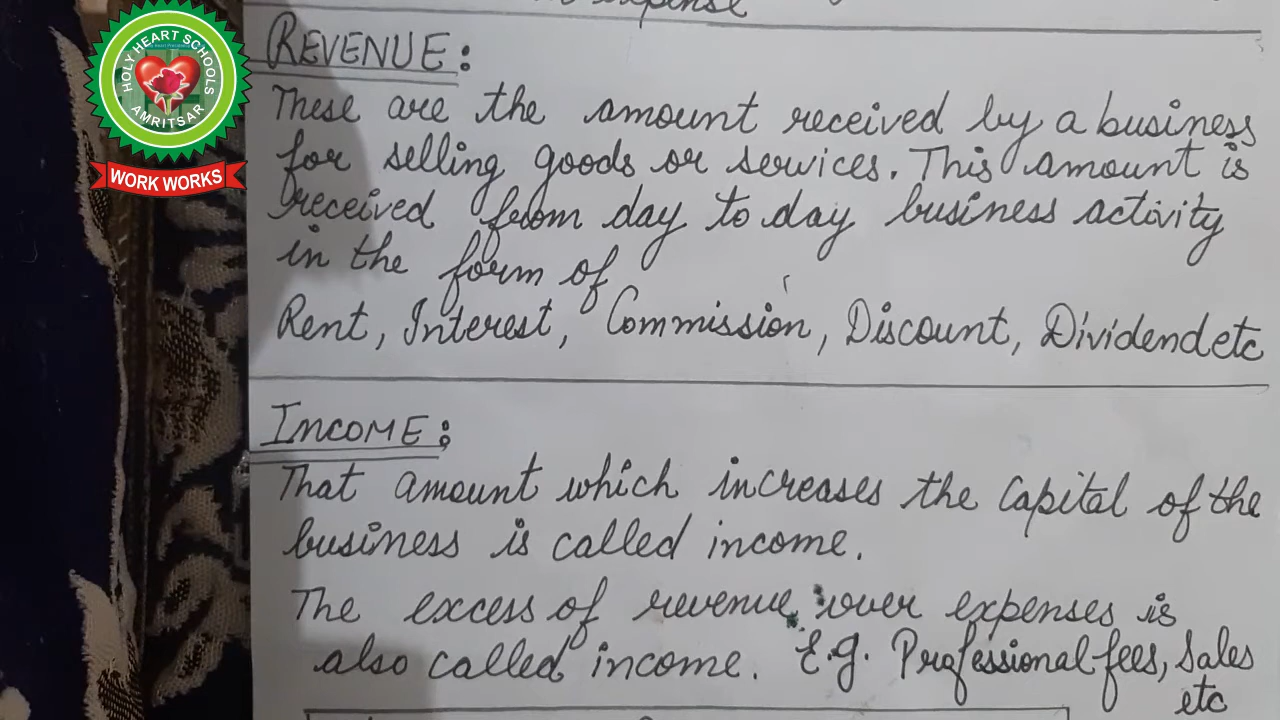 expense
REVENUE:
These are the amount received by a business
for selling goods or services. This amount is
received from day to day business activity
in the form of
Rent, Interest, Commission, Discount, Dividend etc
INCOME:
That amount which increases the Capital of the
business is called income.
The excess of revenue over expenses is
also called income. E.g. Professional fees, Sales
etc
HOLY HEART SCHOOLS
AMRITSAR
WORK WORKS